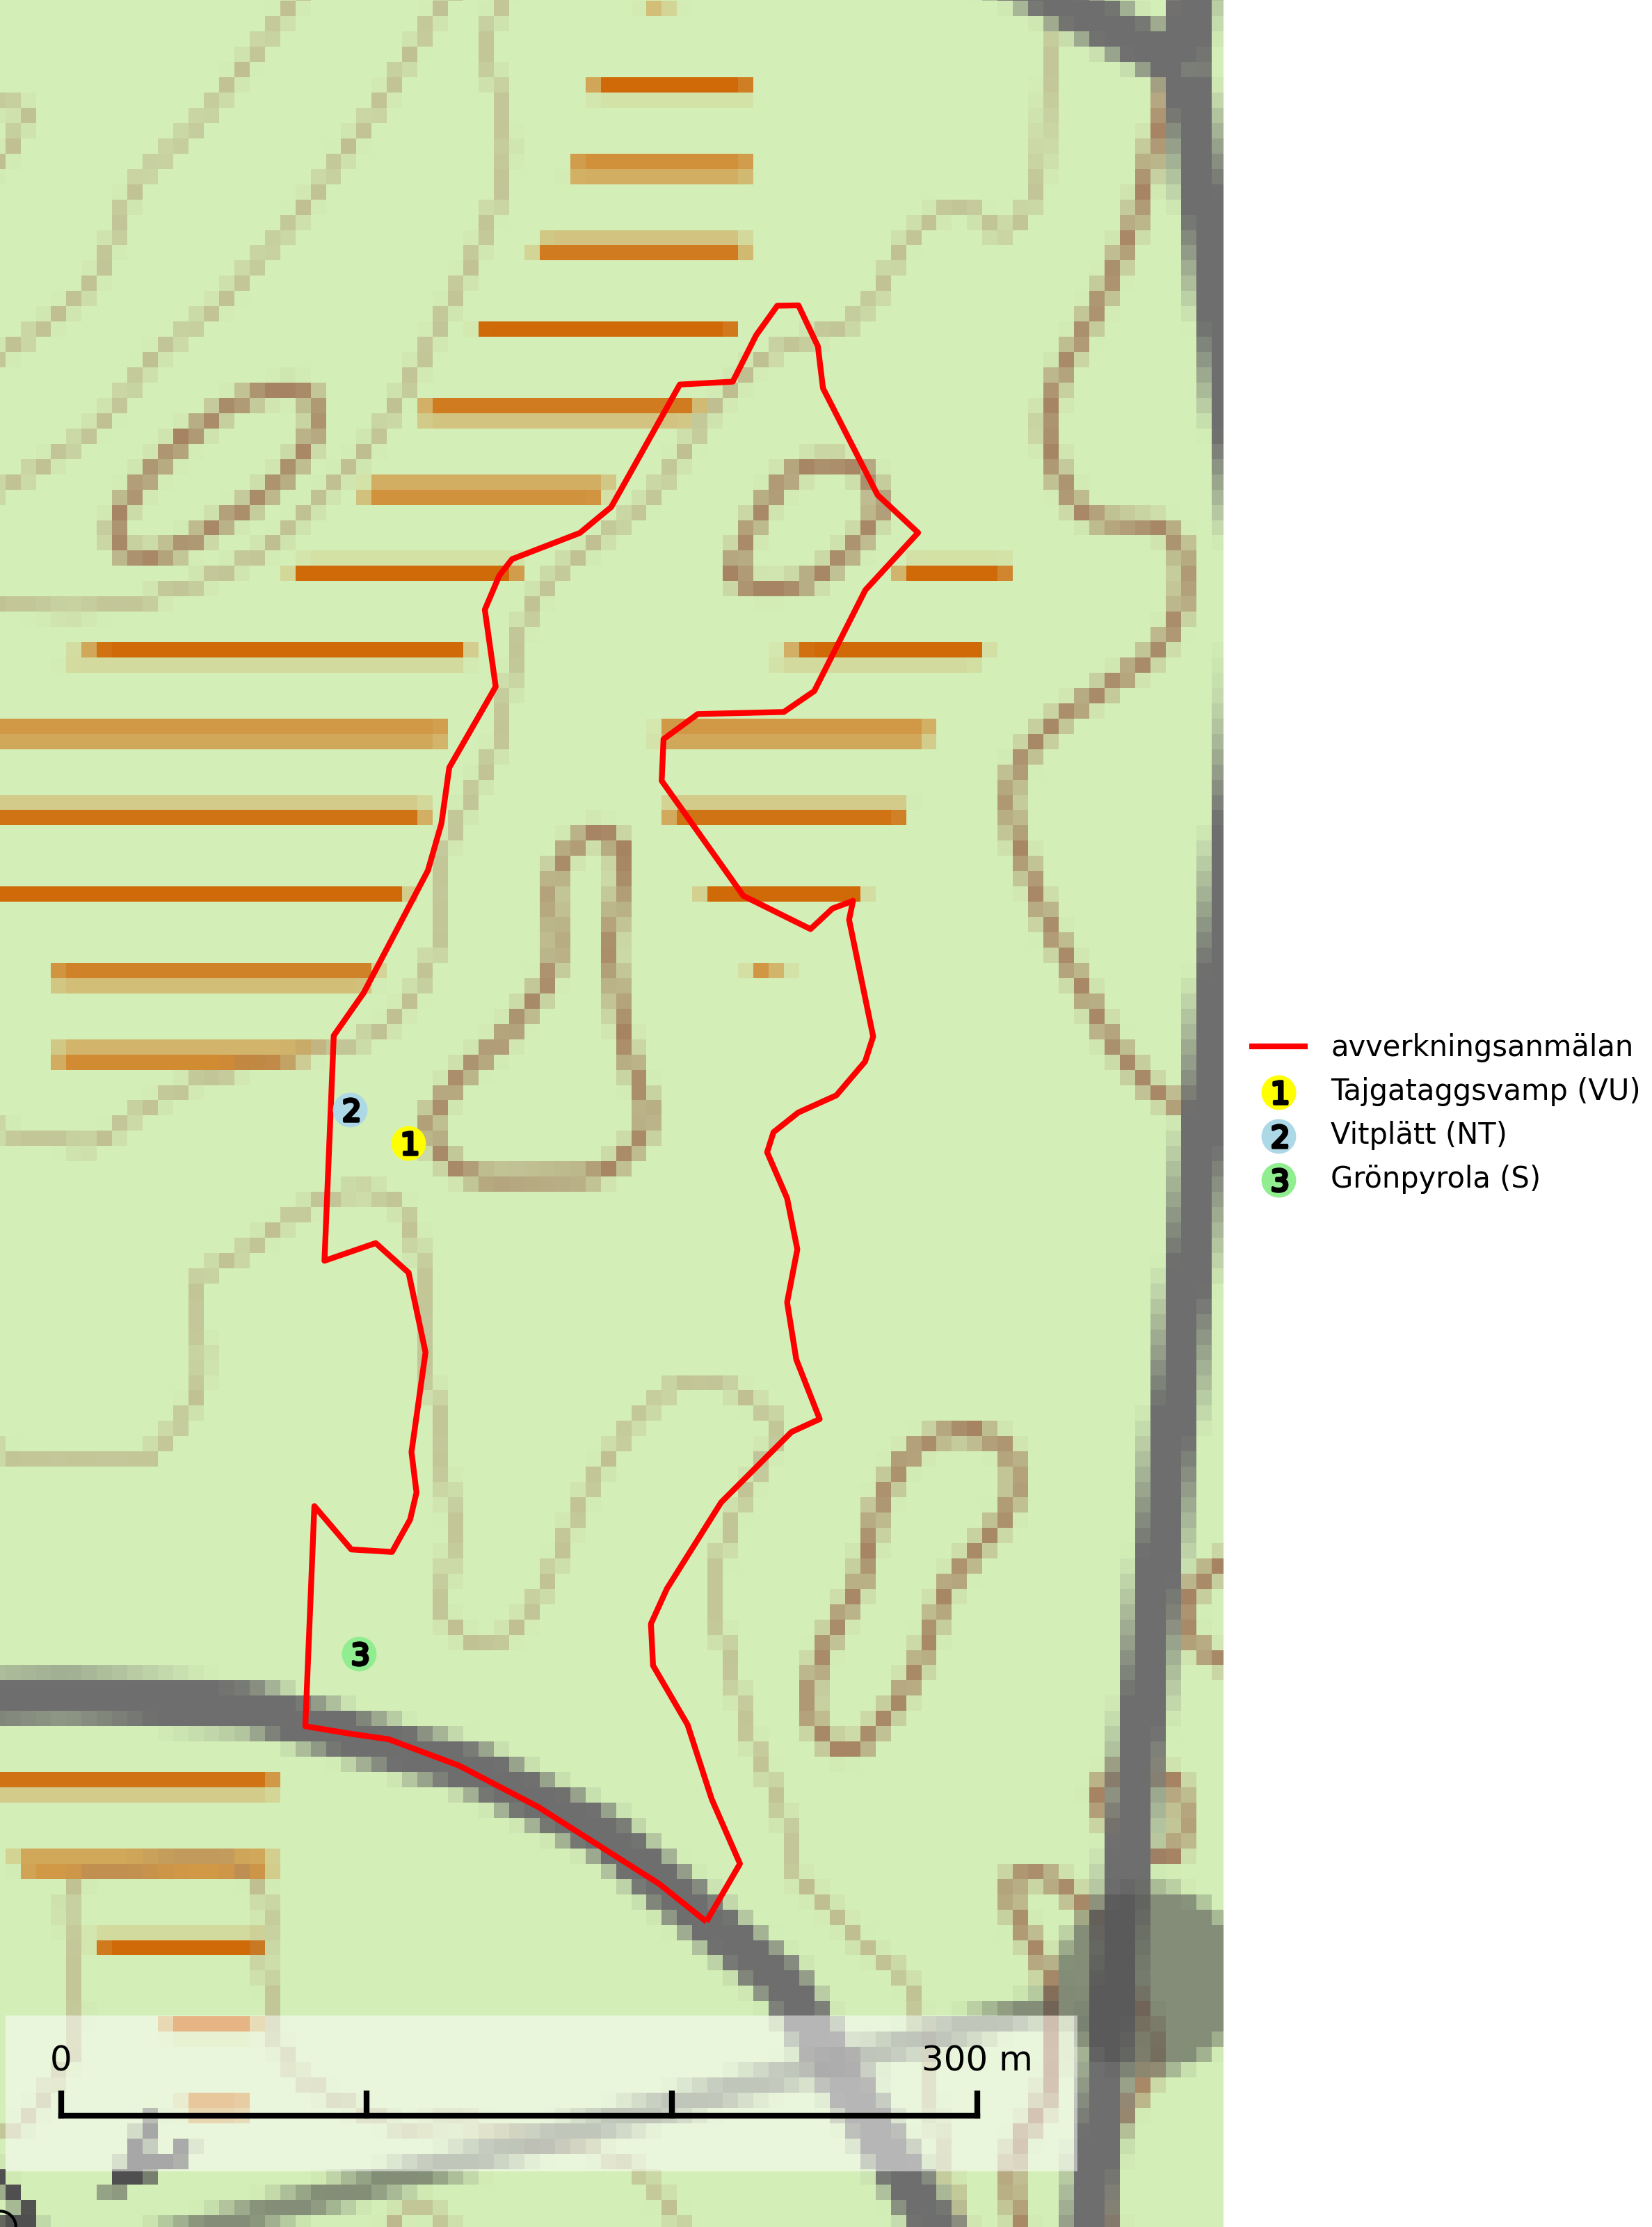 avverkningsanmälan
1 Tajgataggsvamp (VU)
2 Vitplätt (NT)
3 Grönpyrola (S)
2
1
3
0 300 m